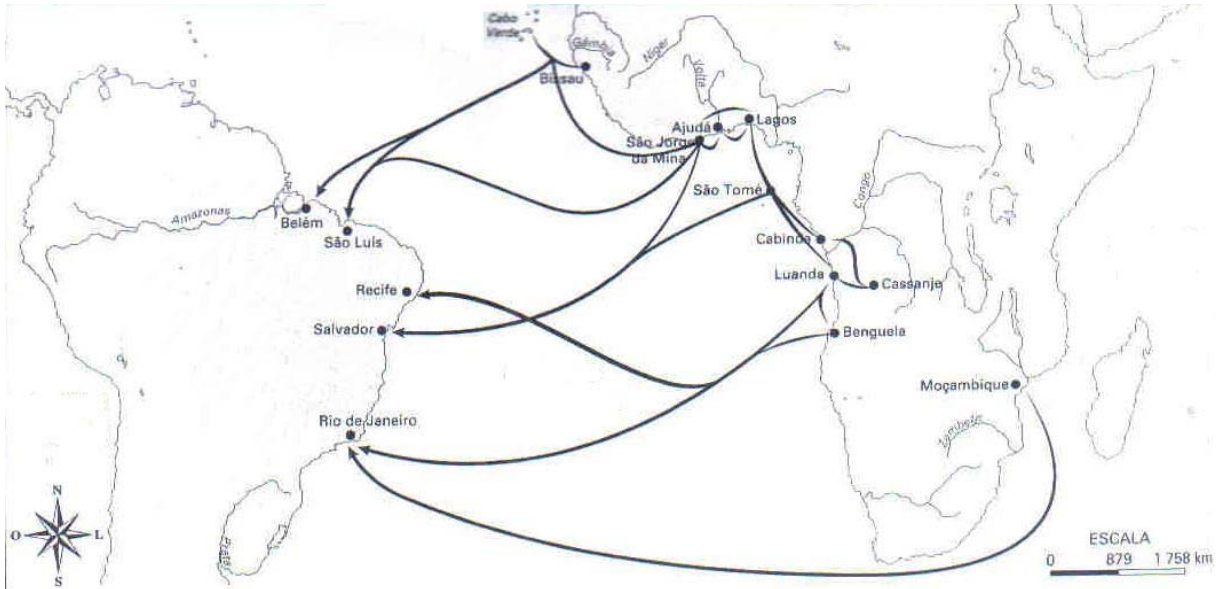 Cabo
Verde
Gâmbia
Niger
Bissau
Volta
Ajudá
Lagos
São Jorge
da Mina
São Tomé
Congo
Amazonas
Belém
São Luís
Cabinda
Luanda
Cassanje
Recife
Salvador
Benguela
Moçambique
Rio de Janeiro
Zambeze
Prata
N
O
L
S
ESCALA
0 879 1 758 km